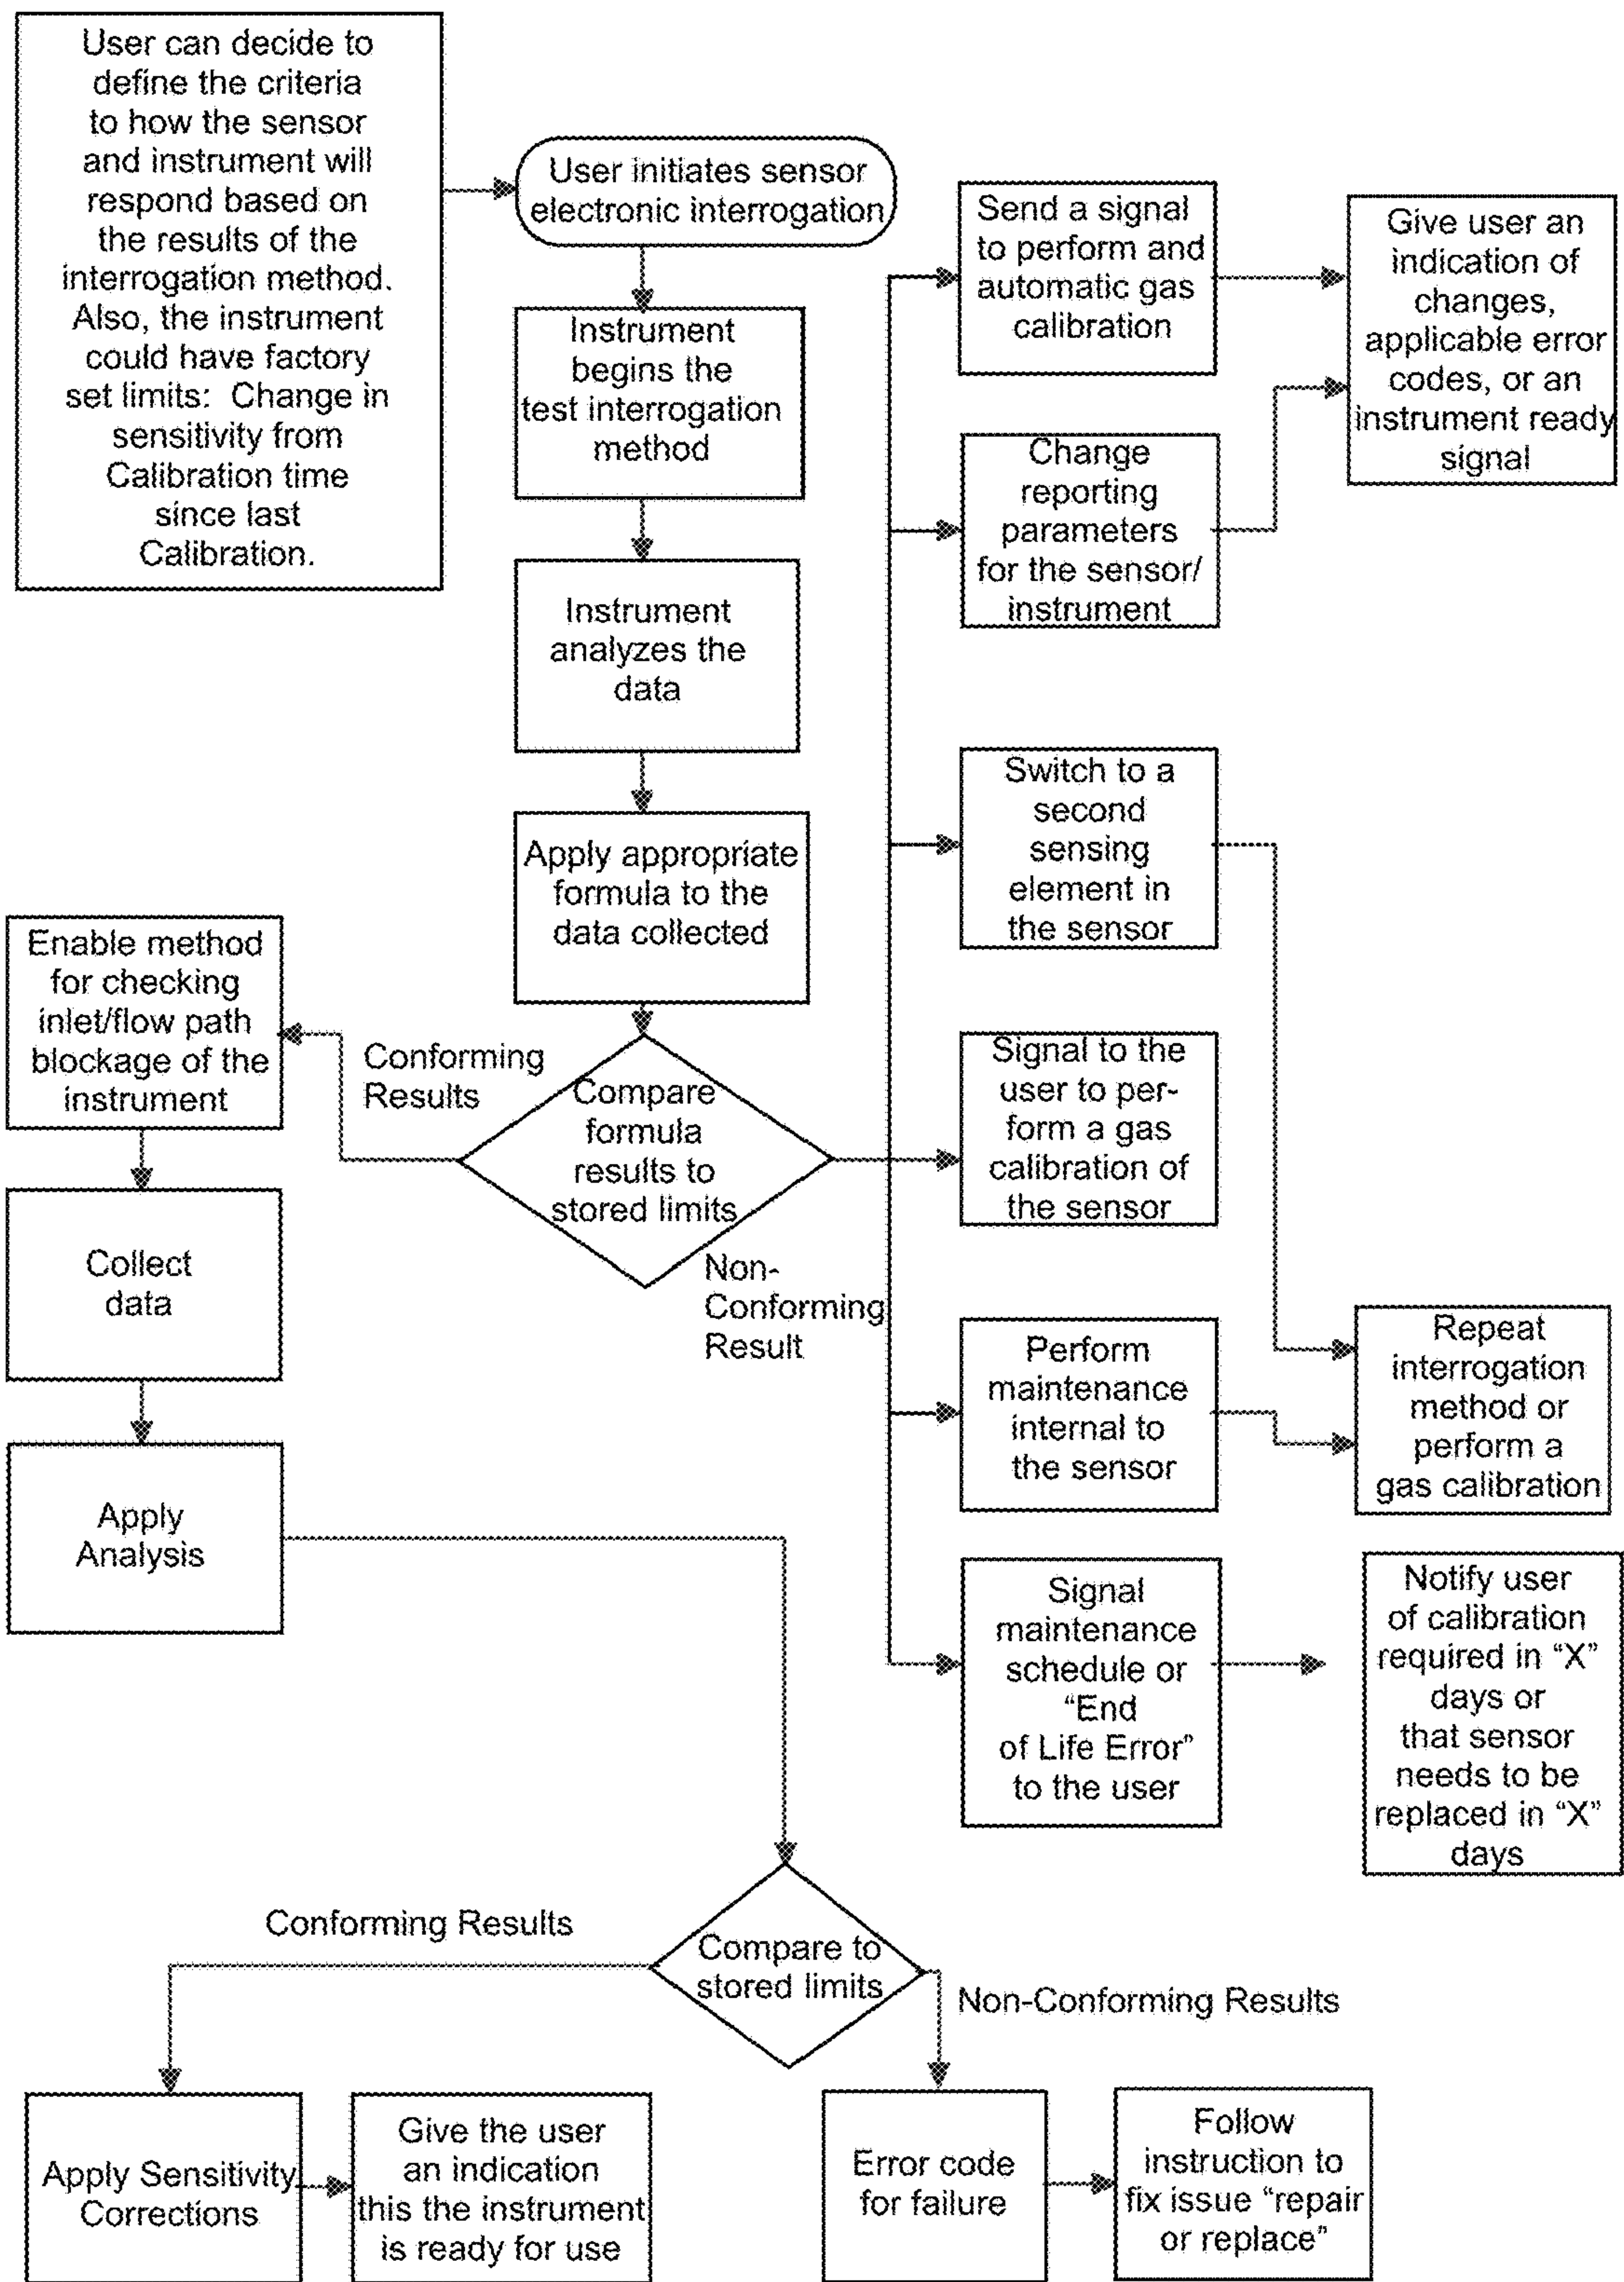 User can decide to
define the criteria
to how the sensor
and instrument will
respond based on
the results of the
interrogation method.
Also, the instrument
could have factory
set limits: Change in
sensitivity from
Calibration time
since last
Calibration.
User initiates sensor
electronic interrogation
Instrument
begins the
test interrogation
method
Instrument
analyzes the
data
Apply appropriate
formula to the
data collected
Compare
formula
results to
stored limits
Conforming
Results
Non-
Conforming
Result
Enable method
for checking
inlet/flow path
blockage of the
instrument
Collect
data
Apply
Analysis
Send a signal
to perform and
automatic gas
calibration
Change
reporting
parameters
for the sensor/
instrument
Give user an
indication of
changes,
applicable error
codes, or an
instrument ready
signal
Switch to a
second
sensing
element in
the sensor
Signal to the
user to per-
form a gas
calibration of
the sensor
Perform
maintenance
internal to
the sensor
Repeat
interrogation
method or
perform a
gas calibration
Signal
maintenance
schedule or
“End
of Life Error”
to the user
Notify user
of calibration
required in “X”
days or
that sensor
needs to be
replaced in “X”
days
Compare to
stored limits
Conforming Results
Non-Conforming Results
Apply Sensitivity
Corrections
Give the user
an indication
this the instrument
is ready for use
Error code
for failure
Follow
instruction to
fix issue “repair
or replace”